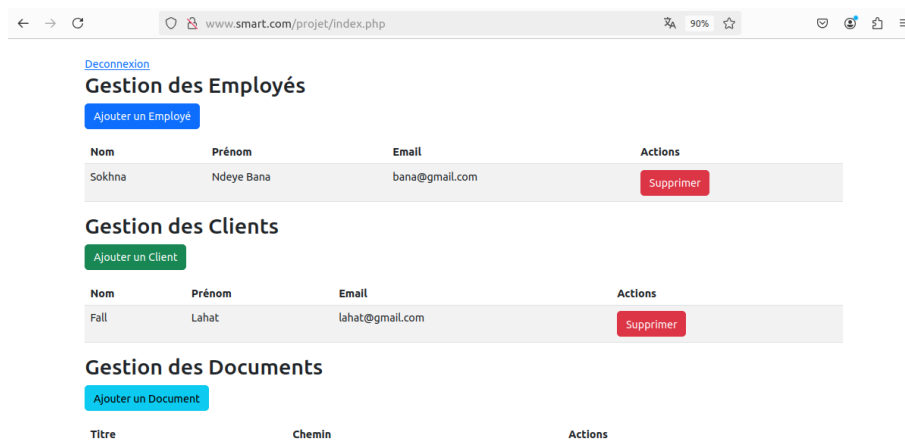 www.smart.com/projet/index.php 90%
Deconnexion
Gestion des Employés
Ajouter un Employé
Nom Prénom Email Actions
Sokhna Ndeye Bana bana@gmail.com Supprimer
Gestion des Clients
Ajouter un Client
Nom Prénom Email Actions
Fall Lahat lahat@gmail.com Supprimer
Gestion des Documents
Ajouter un Document
Titre Chemin Actions